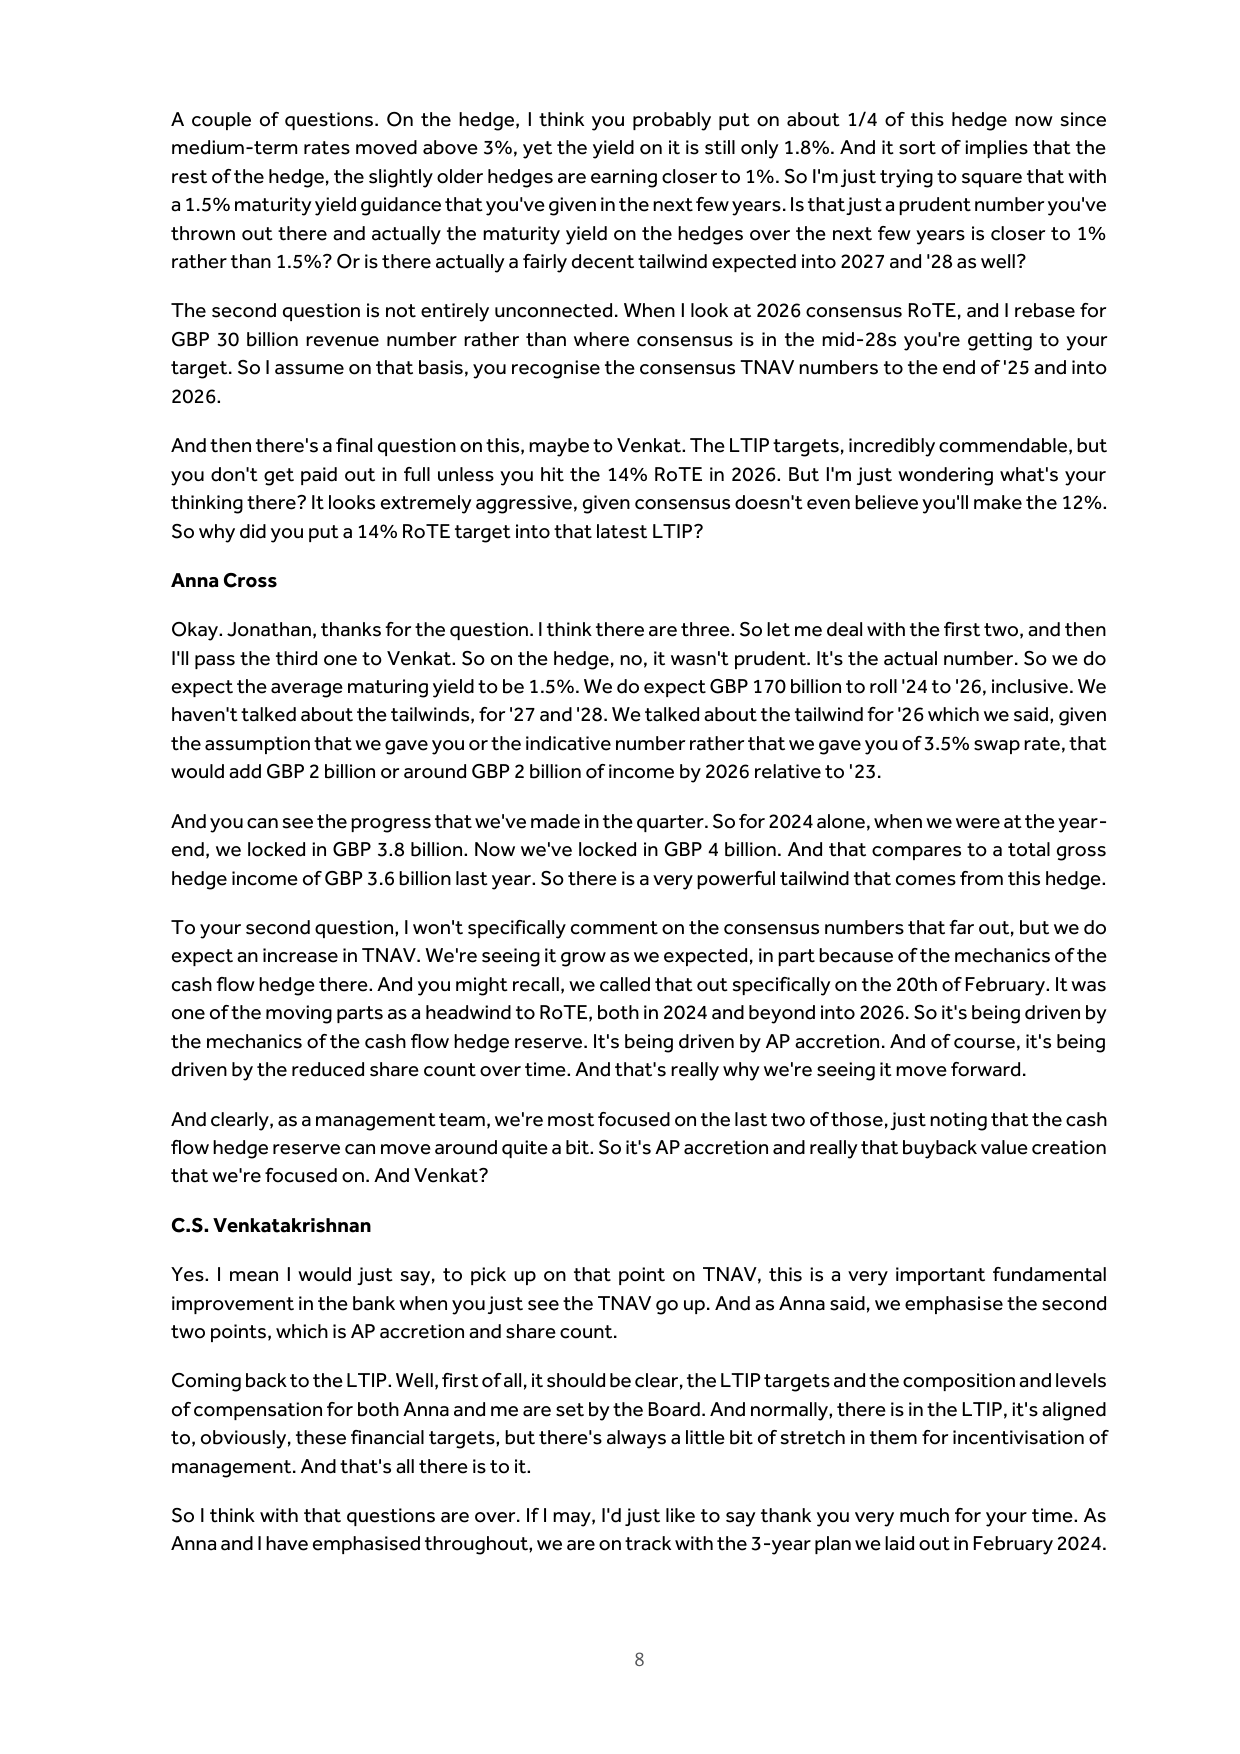 A couple of questions. On the hedge, I think you probably put on about 1/4 of this hedge now since
medium-term rates moved above 3%, yet the yield on it is still only 1.8%. And it sort of implies that the
rest of the hedge, the slightly older hedges are earning closer to 1%. So I'm just trying to square that with
a 1.5% maturity yield guidance that you've given in the next few years. Is that just a prudent number you've
thrown out there and actually the maturity yield on the hedges over the next few years is closer to 1%
rather than 1.5%? Or is there actually a fairly decent tailwind expected into 2027 and '28 as well?
The second question is not entirely unconnected. When I look at 2026 consensus RoTE, and I rebase for
GBP 30 billion revenue number rather than where consensus is in the mid-28s you're getting to your
target. So I assume on that basis, you recognise the consensus TNAV numbers to the end of '25 and into
2026.
And then there's a final question on this, maybe to Venkat. The LTIP targets, incredibly commendable, but
you don't get paid out in full unless you hit the 14% RoTE in 2026. But I'm just wondering what's your
thinking there? It looks extremely aggressive, given consensus doesn't even believe you'll make the 12%.
So why did you put a 14% RoTE target into that latest LTIP?
Anna Cross
Okay. Jonathan, thanks for the question. I think there are three. So let me deal with the first two, and then
I'll pass the third one to Venkat. So on the hedge, no, it wasn't prudent. It's the actual number. So we do
expect the average maturing yield to be 1.5%. We do expect GBP 170 billion to roll '24 to '26, inclusive. We
haven't talked about the tailwinds, for '27 and '28. We talked about the tailwind for '26 which we said, given
the assumption that we gave you or the indicative number rather that we gave you of 3.5% swap rate, that
would add GBP 2 billion or around GBP 2 billion of income by 2026 relative to '23.
And you can see the progress that we've made in the quarter. So for 2024 alone, when we were at the year-
end, we locked in GBP 3.8 billion. Now we've locked in GBP 4 billion. And that compares to a total gross
hedge income of GBP 3.6 billion last year. So there is a very powerful tailwind that comes from this hedge.
To your second question, I won't specifically comment on the consensus numbers that far out, but we do
expect an increase in TNAV. We're seeing it grow as we expected, in part because of the mechanics of the
cash flow hedge there. And you might recall, we called that out specifically on the 20th of February. It was
one of the moving parts as a headwind to RoTE, both in 2024 and beyond into 2026. So it's being driven by
the mechanics of the cash flow hedge reserve. It's being driven by AP accretion. And of course, it's being
driven by the reduced share count over time. And that's really why we're seeing it move forward.
And clearly, as a management team, we're most focused on the last two of those, just noting that the cash
flow hedge reserve can move around quite a bit. So it's AP accretion and really that buyback value creation
that we're focused on. And Venkat?
C.S. Venkatakrishnan
Yes. I mean I would just say, to pick up on that point on TNAV, this is a very important fundamental
improvement in the bank when you just see the TNAV go up. And as Anna said, we emphasise the second
two points, which is AP accretion and share count.
Coming back to the LTIP. Well, first of all, it should be clear, the LTIP targets and the composition and levels
of compensation for both Anna and me are set by the Board. And normally, there is in the LTIP, it's aligned
to, obviously, these financial targets, but there's always a little bit of stretch in them for incentivisation of
management. And that's all there is to it.
So I think with that questions are over. If I may, I'd just like to say thank you very much for your time. As
Anna and I have emphasised throughout, we are on track with the 3-year plan we laid out in February 2024.
8